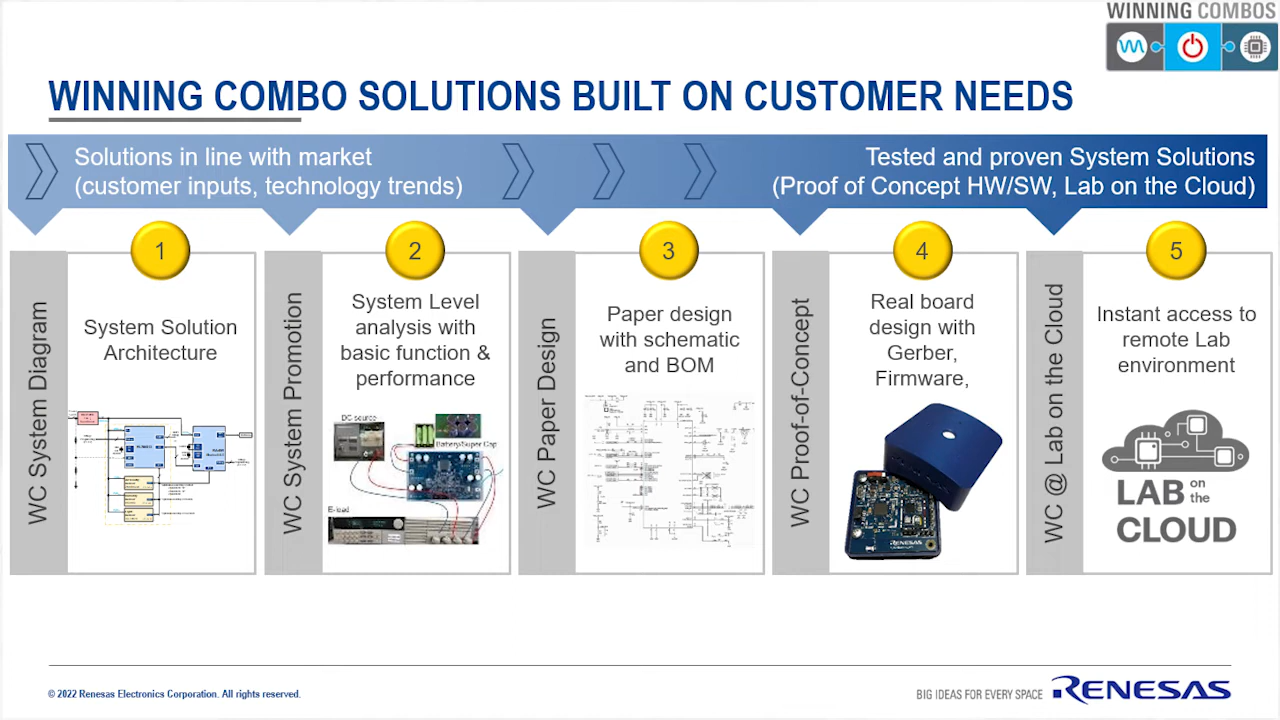 WINNING COMBOS
WINNING COMBO SOLUTIONS BUILT ON CUSTOMER NEEDS
Solutions in line with market
(customer inputs, technology trends)
Tested and proven System Solutions
(Proof of Concept HW/SW, Lab on the Cloud)
WC System Diagram
1
System Solution
Architecture
WC System Promotion
2
System Level
analysis with
basic function &
performance
DC source
Battery/Super Cap
E-load
WC Paper Design
3
Paper design
with schematic
and BOM
WC Proof-of-Concept
4
Real board
design with
Gerber,
Firmware,
RENESAS
WC @ Lab on the Cloud
5
Instant access to
remote Lab
environment
LAB on the
CLOUD
© 2022 Renesas Electronics Corporation. All rights reserved.
BIG IDEAS FOR EVERY SPACE
RENESAS